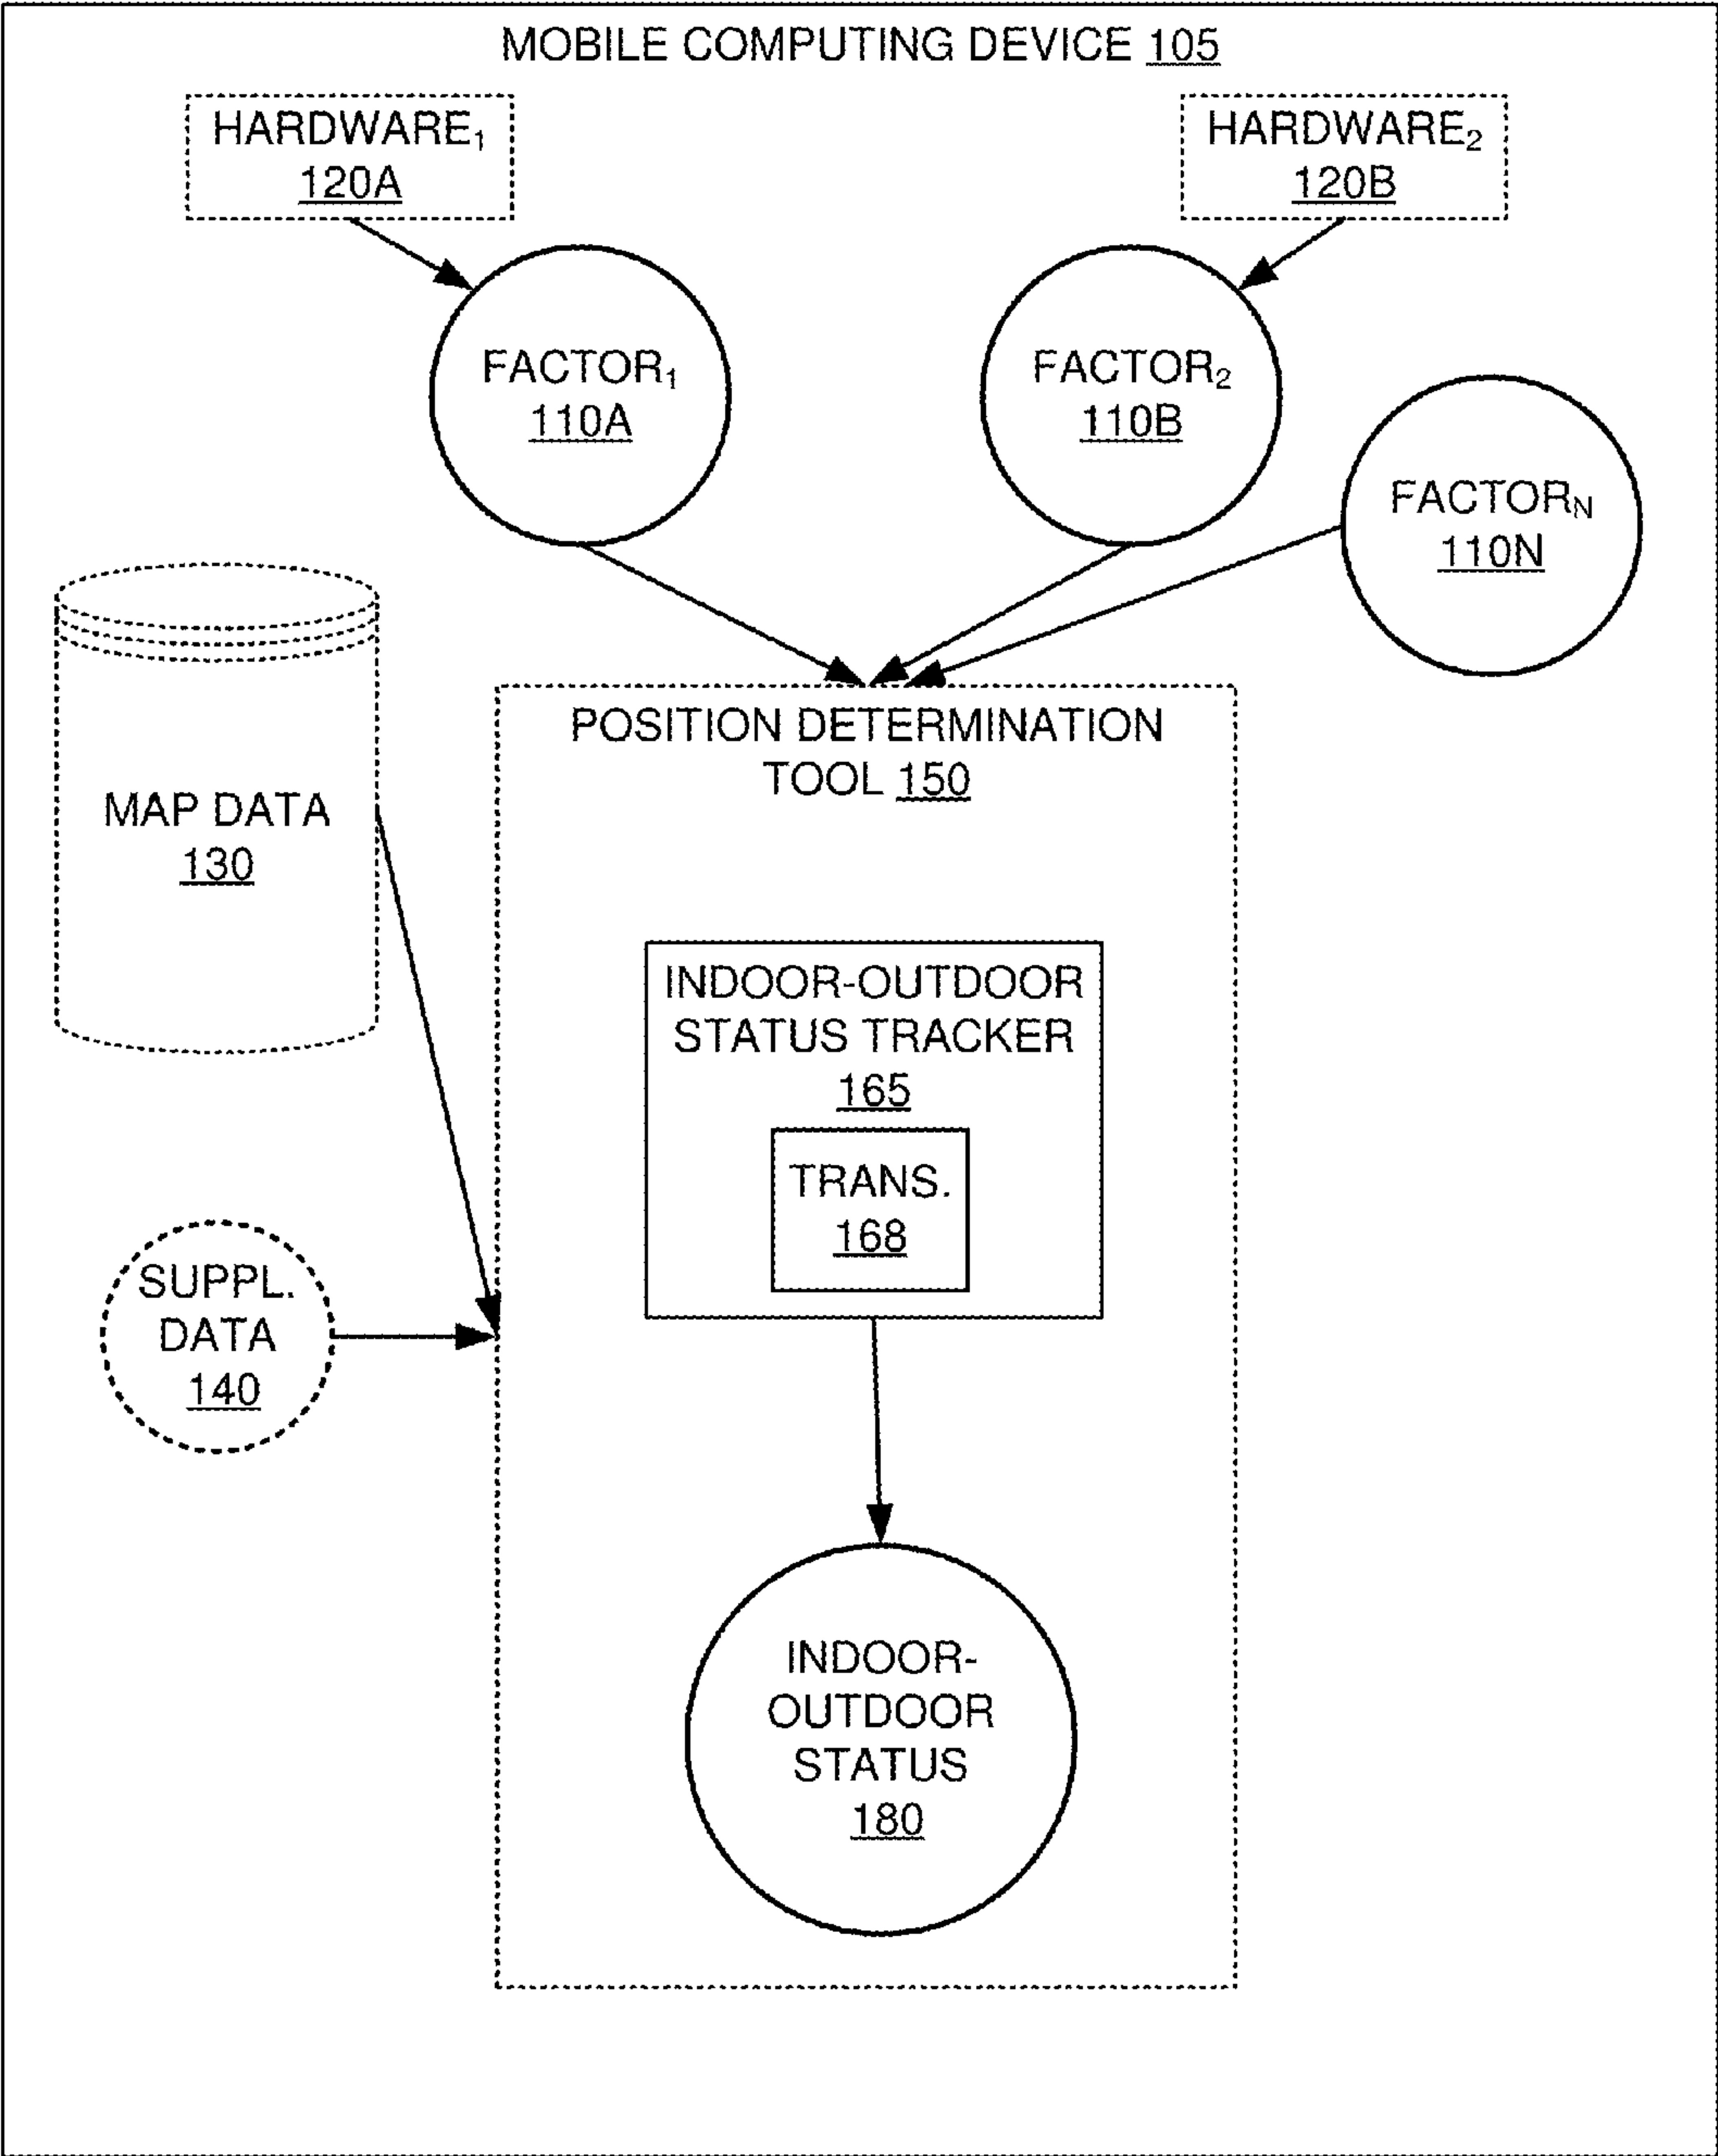 MOBILE COMPUTING DEVICE 105
HARDWARE₁
120A
HARDWARE₂
120B
FACTOR₁
110A
FACTOR₂
110B
FACTORN
110N
MAP DATA
130
POSITION DETERMINATION
TOOL 150
INDOOR-OUTDOOR
STATUS TRACKER
165
TRANS.
168
SUPPL.
DATA
140
INDOOR-
OUTDOOR
STATUS
180